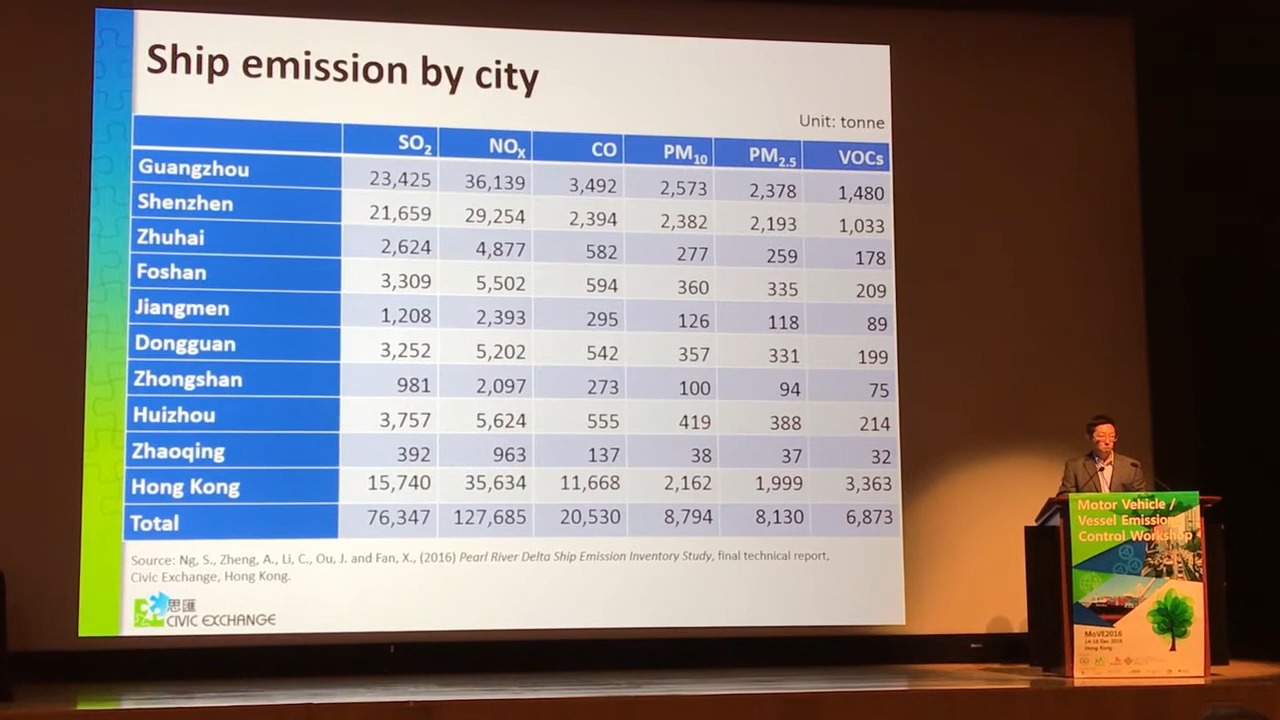 Ship emission by city
Unit: tonne
SO2 NOX CO PM10 PM2.5 VOCs
Guangzhou 23,425 36,139 3,492 2,573 2,378 1,480
Shenzhen 21,659 29,254 2,394 2,382 2,193 1,033
Zhuhai 2,624 4,877 582 277 259 178
Foshan 3,309 5,502 594 360 335 209
Jiangmen 1,208 2,393 295 126 118 89
Dongguan 3,252 5,202 542 357 331 199
Zhongshan 981 2,097 273 100 94 75
Huizhou 3,757 5,624 555 419 388 214
Zhaoqing 392 963 137 38 37 32
Hong Kong 15,740 35,634 11,668 2,162 1,999 3,363
Total 76,347 127,685 20,530 8,794 8,130 6,873
Source: Ng, S., Zheng, A., Li, C., Ou, J. and Fan, X., (2016) Pearl River Delta Ship Emission Inventory Study, final technical report,
Civic Exchange, Hong Kong.
思匯
CIVIC EXCHANGE
Motor Vehicle /
Vessel Emission
Control Workshop
MoVE2016
14-16 Dec 2016
Hong Kong